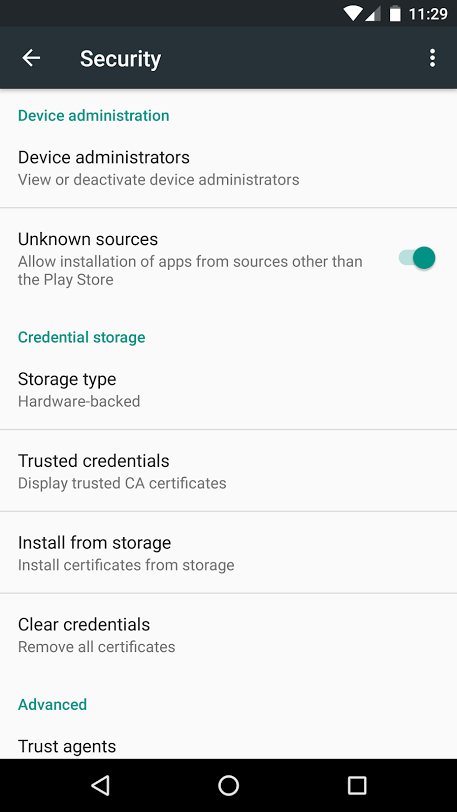 11:29
Security
Device administration
Device administrators
View or deactivate device administrators
Unknown sources
Allow installation of apps from sources other than
the Play Store
Credential storage
Storage type
Hardware-backed
Trusted credentials
Display trusted CA certificates
Install from storage
Install certificates from storage
Clear credentials
Remove all certificates
Advanced
Trust agents